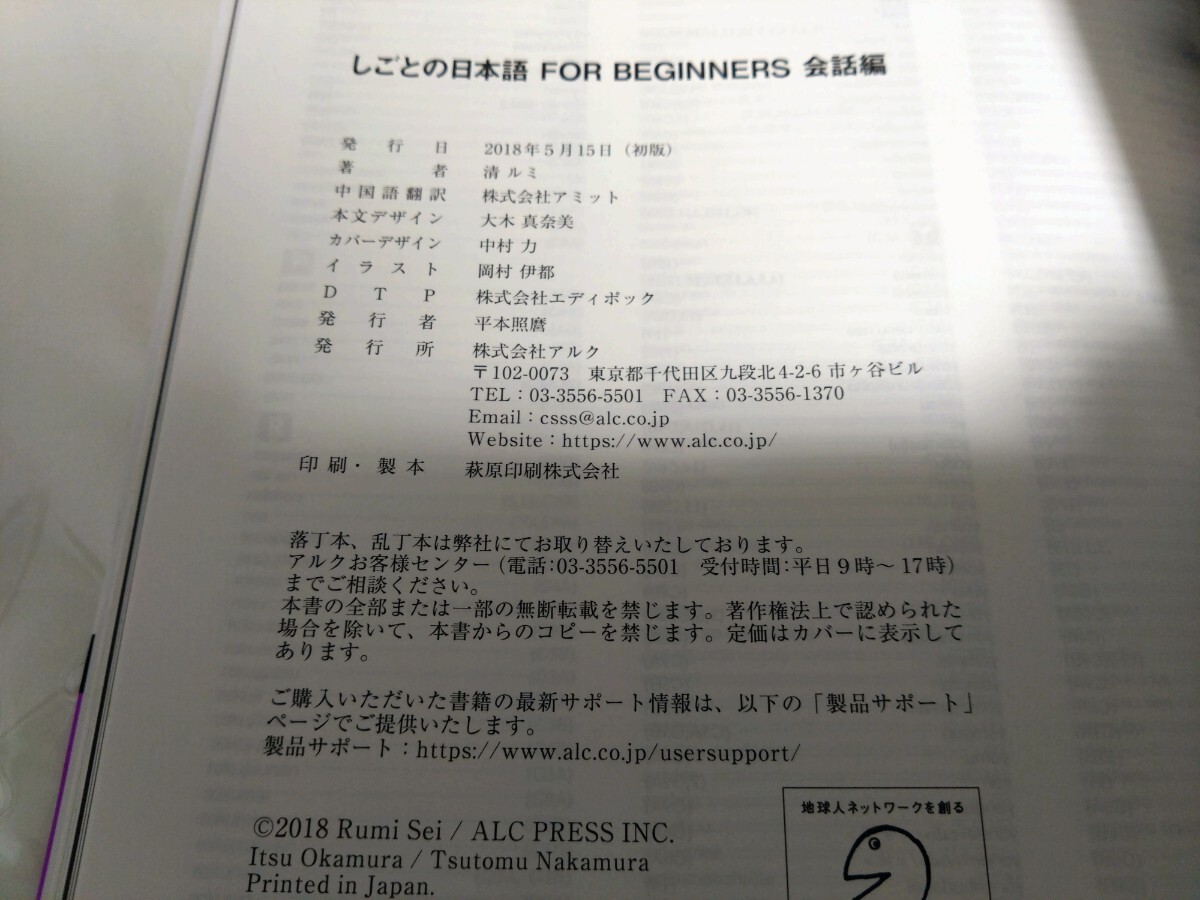 しごとの日本語 FOR BEGINNERS 会話編
発行日 2018年5月15日（初版）
著者 清 ルミ
中国語翻訳 株式会社アミット
本文デザイン 大木 真奈美
カバーデザイン 中村 力
イラスト 岡村 伊都
DTP 株式会社エディポック
発行者 平本照麿
発行所 株式会社アルク
〒102-0073 東京都千代田区九段北4-2-6 市ヶ谷ビル
TEL：03-3556-5501 FAX：03-3556-1370
Email：csss@alc.co.jp
Website：https://www.alc.co.jp/
印刷・製本 萩原印刷株式会社
落丁本、乱丁本は弊社にてお取り替えいたしております。
アルクお客様センター（電話：03-3556-5501 受付時間：平日9時～17時）
までご相談ください。
本書の全部または一部の無断転載を禁じます。著作権法上で認められた
場合を除いて、本書からのコピーを禁じます。定価はカバーに表示して
あります。
ご購入いただいた書籍の最新サポート情報は、以下の「製品サポート」
ページでご提供いたします。
製品サポート：https://www.alc.co.jp/usersupport/
©2018 Rumi Sei / ALC PRESS INC.
Itsu Okamura / Tsutomu Nakamura
Printed in Japan.
地球人ネットワークを創る